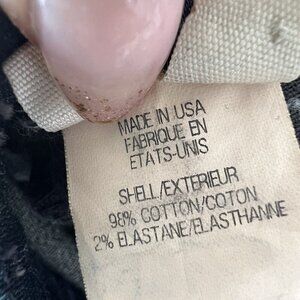 MADE IN USA
FABRIQUE EN
ETATS-UNIS
SHELL/EXTERIEUR
98% COTTON/COTON
2% ELASTANE/ELASTHANNE